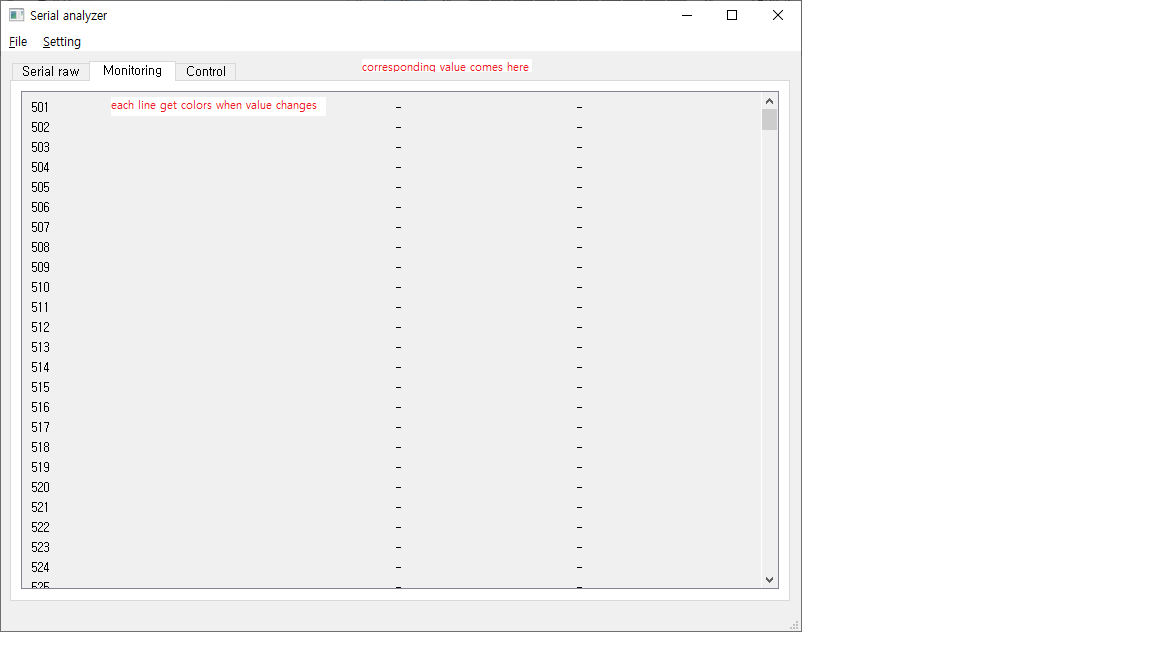 Serial analyzer
File Setting
Serial raw Monitoring Control
corresponding value comes here
501 each line get colors when value changes - -
502 - -
503 - -
504 - -
505 - -
506 - -
507 - -
508 - -
509 - -
510 - -
511 - -
512 - -
513 - -
514 - -
515 - -
516 - -
517 - -
518 - -
519 - -
520 - -
521 - -
522 - -
523 - -
524 - -
525 - -